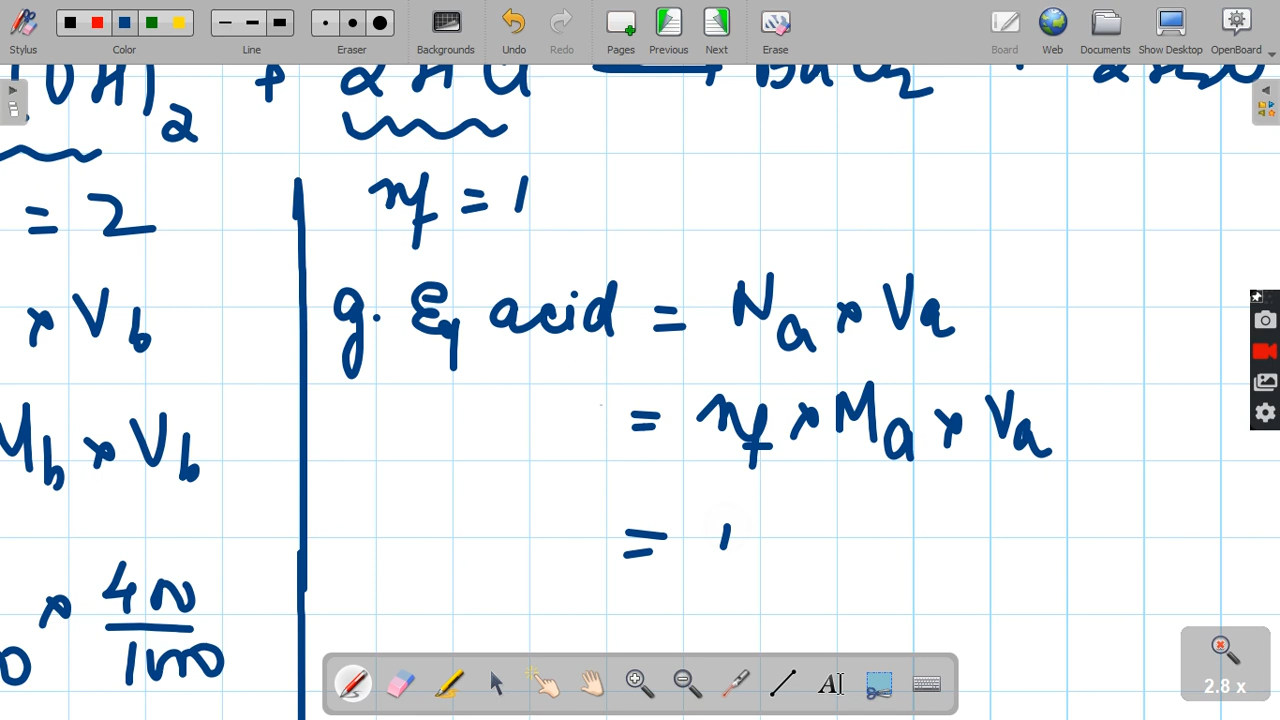 Stylus Color Line Eraser Backgrounds Undo Redo Pages Previous Next Erase Board Web Documents Show Desktop OpenBoard
(OH)2 + 2HCl → BaCl2 + 2H2O
= 2
nf = 1
× Vb
g. Eq acid = Na × Va
Mb × Vb
= nf × Ma × Va
= 1
× 40/1000
2.8 x